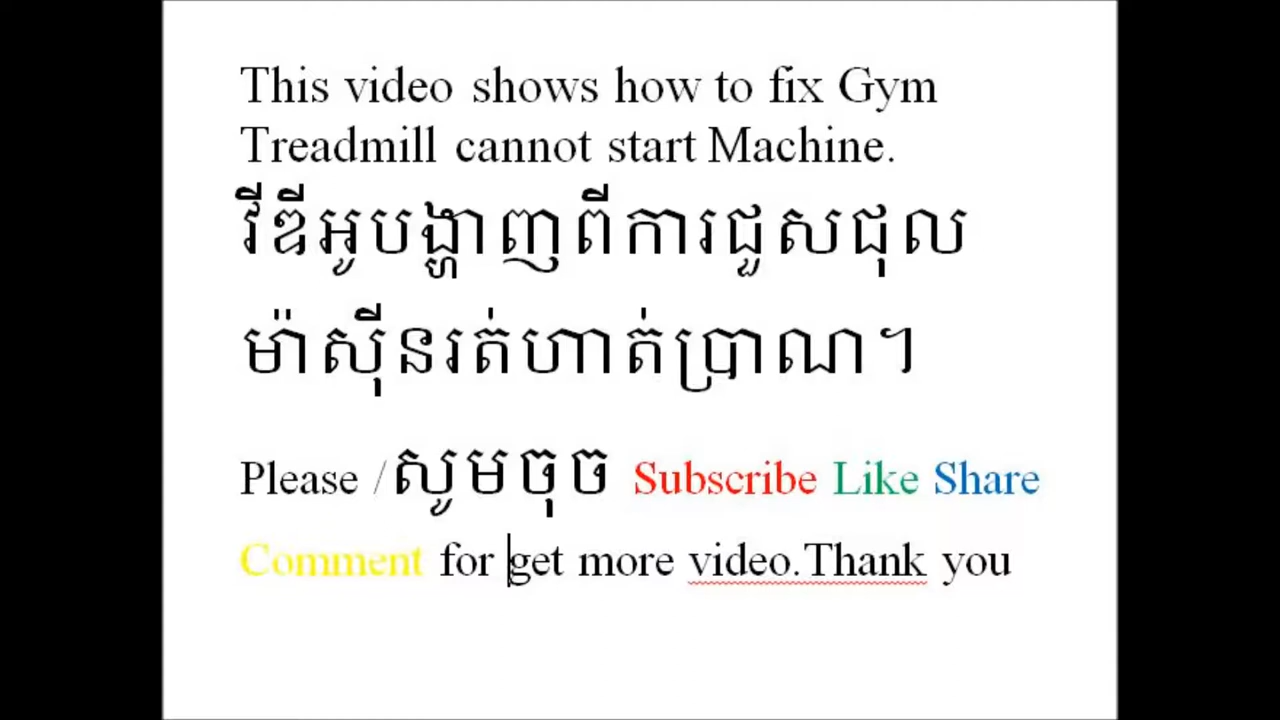 This video shows how to fix Gym
Treadmill cannot start Machine.
វីឌីអូបង្ហាញពីការជួសជុល
ម៉ាស៊ីនរត់ហាត់ប្រាណ។
Please /សូមចុច Subscribe Like Share
Comment for get more video.Thank you